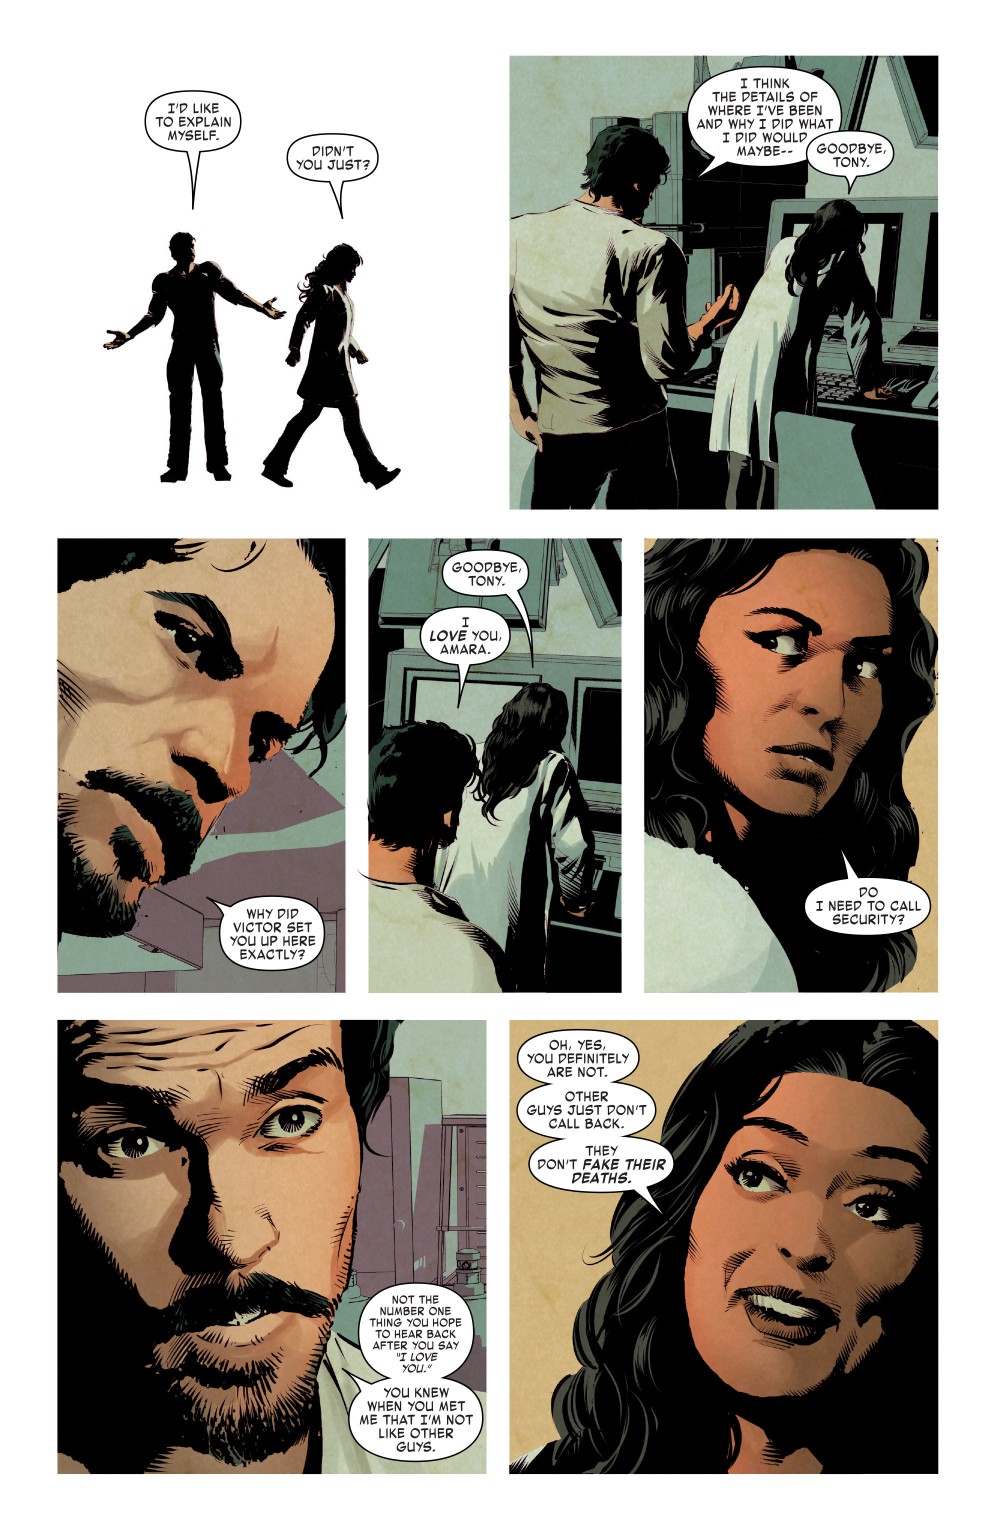 I'D LIKE
TO EXPLAIN
MYSELF.
DIDN'T
YOU JUST?
I THINK
THE DETAILS OF
WHERE I'VE BEEN
AND WHY I DID WHAT
I DID WOULD
MAYBE--
GOODBYE,
TONY.
WHY DID
VICTOR SET
YOU UP HERE
EXACTLY?
GOODBYE,
TONY.
I
LOVE YOU,
AMARA.
DO
I NEED TO CALL
SECURITY?
NOT THE
NUMBER ONE
THING YOU HOPE
TO HEAR BACK
AFTER YOU SAY
"I LOVE
YOU."
YOU KNEW
WHEN YOU MET
ME THAT I'M NOT
LIKE OTHER
GUYS.
OH, YES,
YOU DEFINITELY
ARE NOT.
OTHER
GUYS JUST DON'T
CALL BACK.
THEY
DON'T FAKE THEIR
DEATHS.